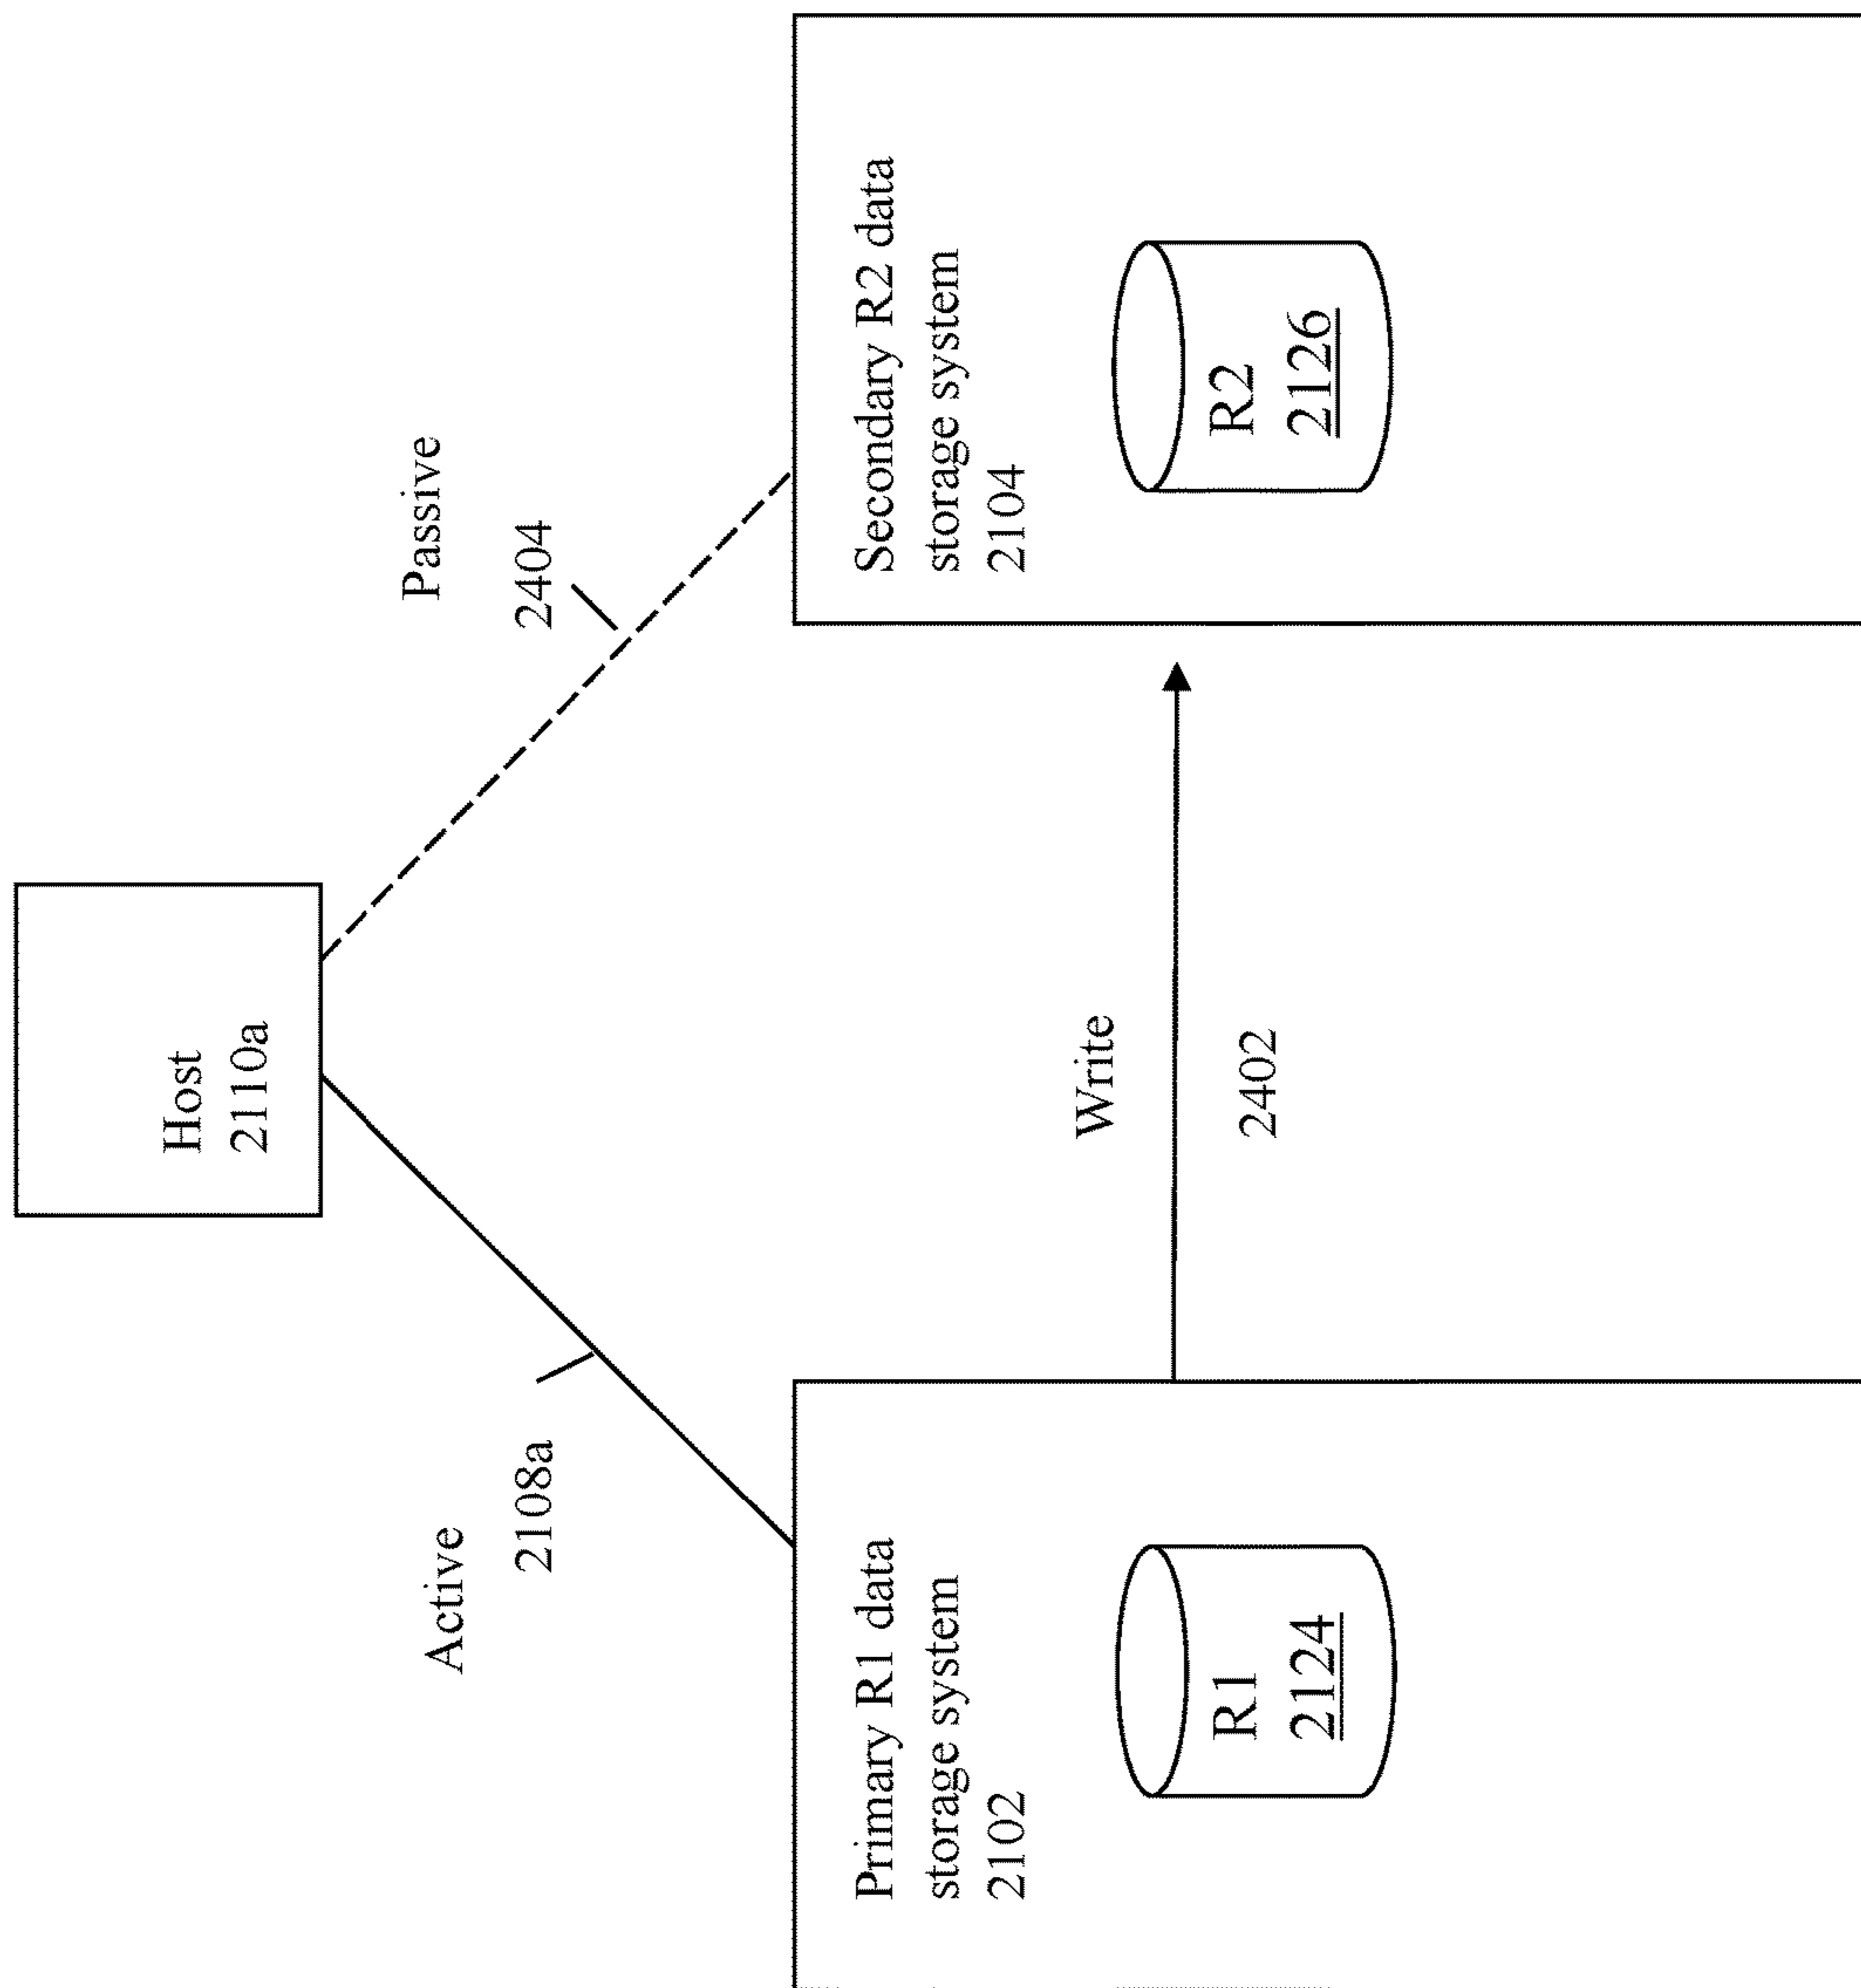 Host
2110a
Active
2108a
Passive
2404
Primary R1 data
storage system
2102
R1
2124
Write
2402
Secondary R2 data
storage system
2104
R2
2126